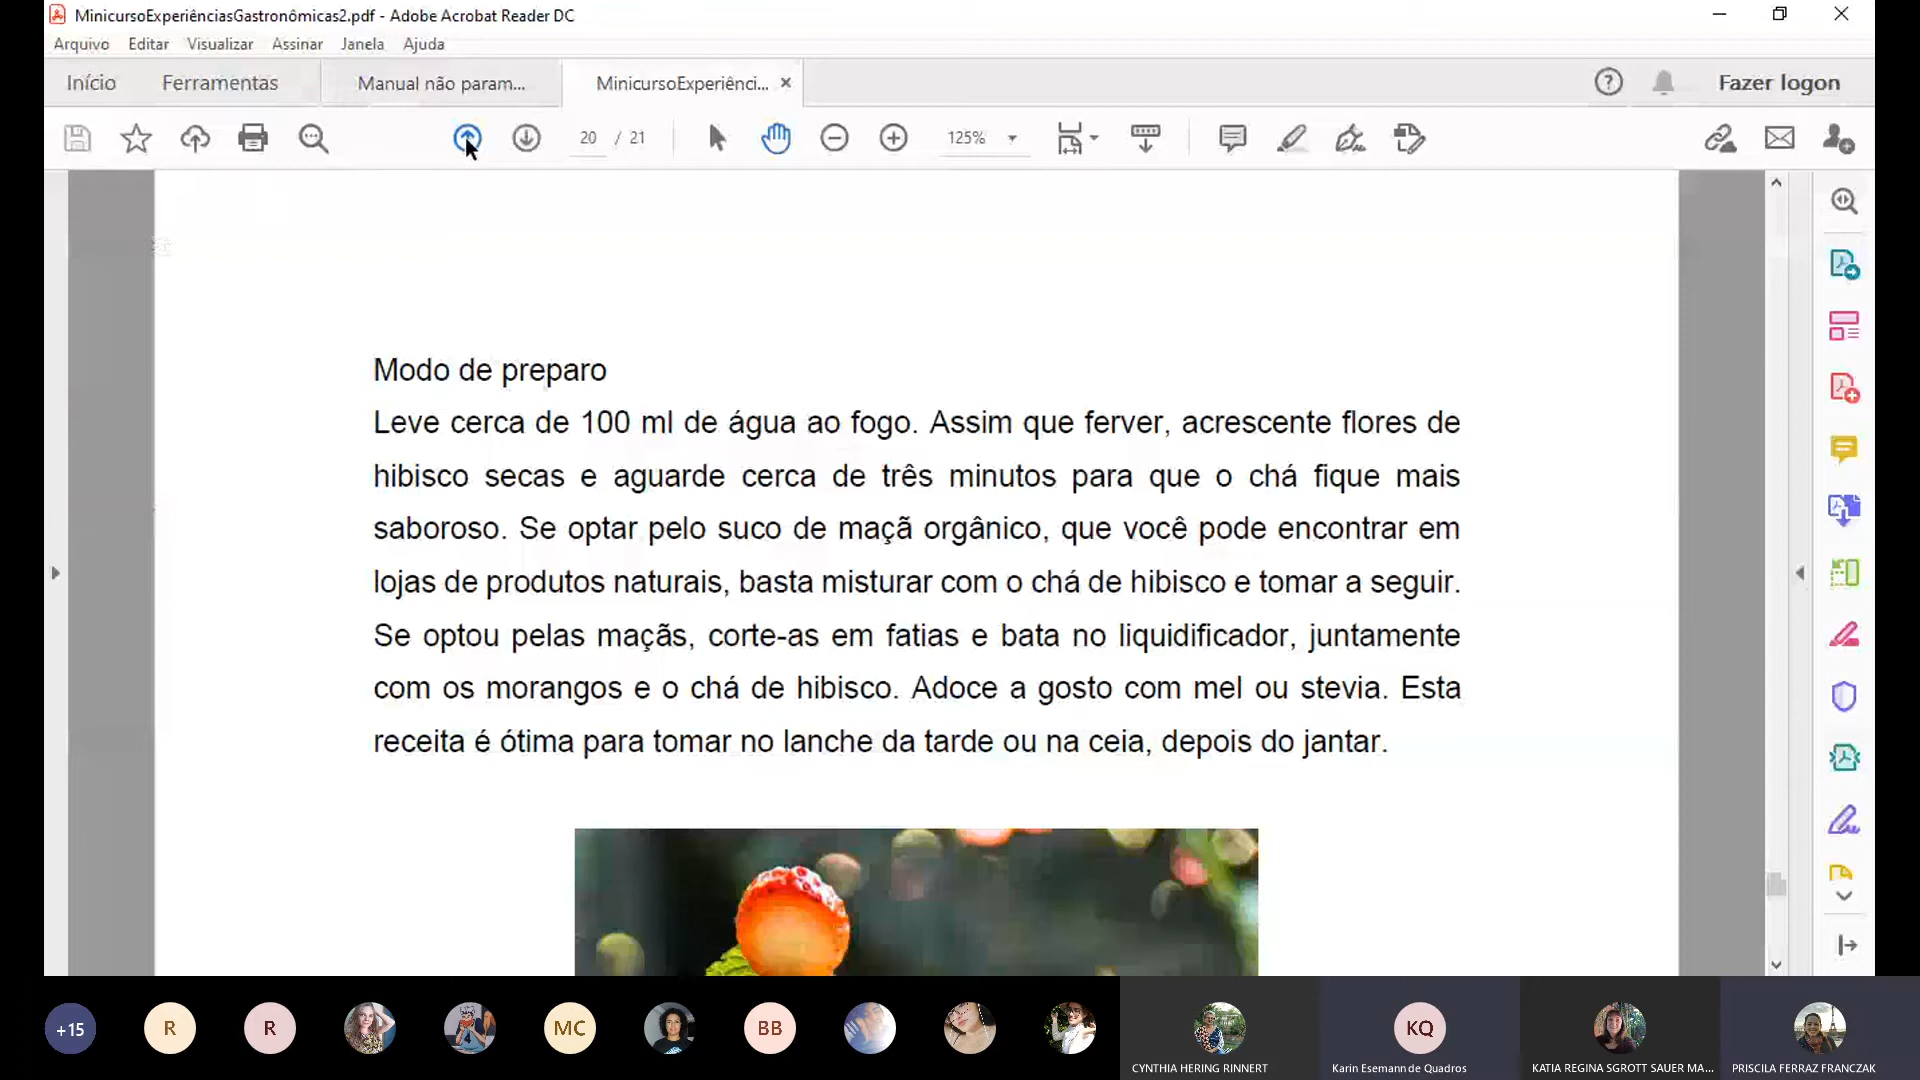 MinicursoExperiênciasGastronômicas2.pdf - Adobe Acrobat Reader DC
Arquivo Editar Visualizar Assinar Janela Ajuda
Início Ferramentas Manual não param... MinicursoExperiênci... Fazer logon
20 / 21 125%
Modo de preparo
Leve cerca de 100 ml de água ao fogo. Assim que ferver, acrescente flores de
hibisco secas e aguarde cerca de três minutos para que o chá fique mais
saboroso. Se optar pelo suco de maçã orgânico, que você pode encontrar em
lojas de produtos naturais, basta misturar com o chá de hibisco e tomar a seguir.
Se optou pelas maçãs, corte-as em fatias e bata no liquidificador, juntamente
com os morangos e o chá de hibisco. Adoce a gosto com mel ou stevia. Esta
receita é ótima para tomar no lanche da tarde ou na ceia, depois do jantar.
+15 R R MC BB KQ
CYNTHIA HERING RINNERT Karin Esemann de Quadros KATIA REGINA SGROTT SAUER MA... PRISCILA FERRAZ FRANCZAK